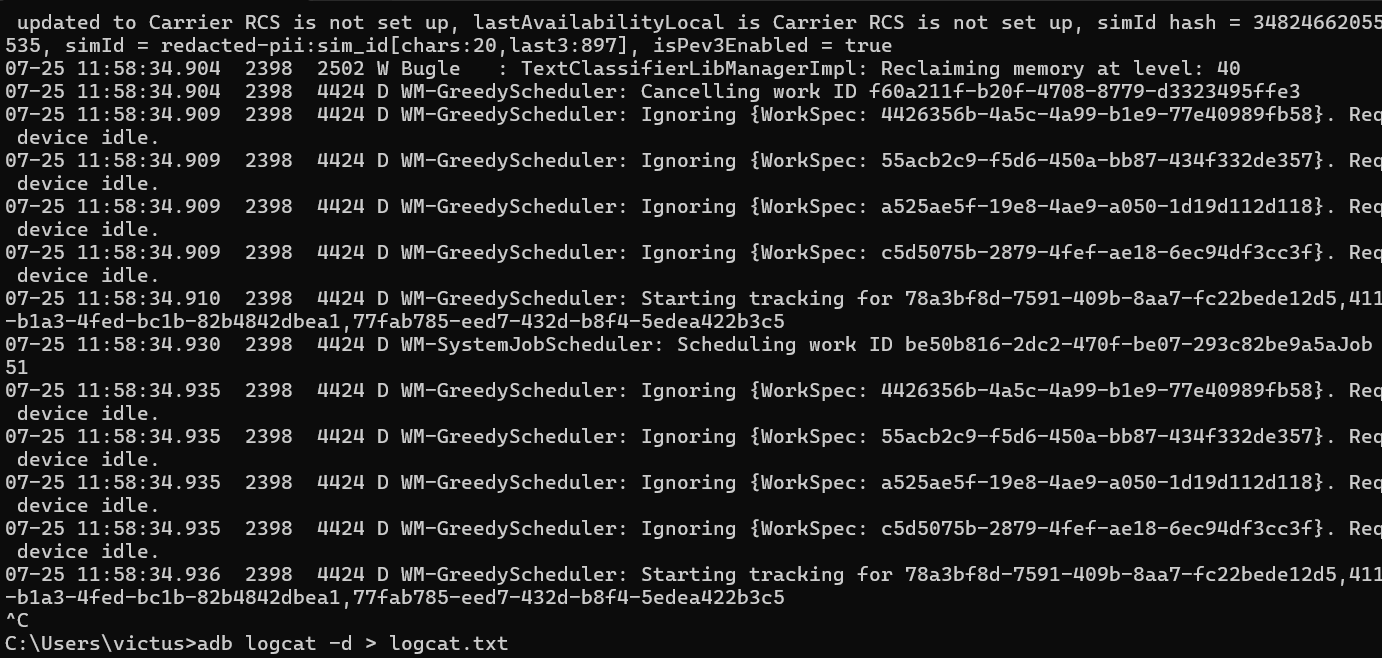 updated to Carrier RCS is not set up, lastAvailabilityLocal is Carrier RCS is not set up, simId hash = 34824662055
535, simId = redacted-pii:sim_id[chars:20,last3:897], isPev3Enabled = true
07-25 11:58:34.904  2398  2502 W Bugle   : TextClassifierLibManagerImpl: Reclaiming memory at level: 40
07-25 11:58:34.904  2398  4424 D WM-GreedyScheduler: Cancelling work ID f60a211f-b20f-4708-8779-d3323495ffe3
07-25 11:58:34.909  2398  4424 D WM-GreedyScheduler: Ignoring {WorkSpec: 4426356b-4a5c-4a99-b1e9-77e40989fb58}. Req
 device idle.
07-25 11:58:34.909  2398  4424 D WM-GreedyScheduler: Ignoring {WorkSpec: 55acb2c9-f5d6-450a-bb87-434f332de357}. Req
 device idle.
07-25 11:58:34.909  2398  4424 D WM-GreedyScheduler: Ignoring {WorkSpec: a525ae5f-19e8-4ae9-a050-1d19d112d118}. Req
 device idle.
07-25 11:58:34.909  2398  4424 D WM-GreedyScheduler: Ignoring {WorkSpec: c5d5075b-2879-4fef-ae18-6ec94df3cc3f}. Req
 device idle.
07-25 11:58:34.910  2398  4424 D WM-GreedyScheduler: Starting tracking for 78a3bf8d-7591-409b-8aa7-fc22bede12d5,411
-b1a3-4fed-bc1b-82b4842dbea1,77fab785-eed7-432d-b8f4-5edea422b3c5
07-25 11:58:34.930  2398  4424 D WM-SystemJobScheduler: Scheduling work ID be50b816-2dc2-470f-be07-293c82be9a5aJob
51
07-25 11:58:34.935  2398  4424 D WM-GreedyScheduler: Ignoring {WorkSpec: 4426356b-4a5c-4a99-b1e9-77e40989fb58}. Req
 device idle.
07-25 11:58:34.935  2398  4424 D WM-GreedyScheduler: Ignoring {WorkSpec: 55acb2c9-f5d6-450a-bb87-434f332de357}. Req
 device idle.
07-25 11:58:34.935  2398  4424 D WM-GreedyScheduler: Ignoring {WorkSpec: a525ae5f-19e8-4ae9-a050-1d19d112d118}. Req
 device idle.
07-25 11:58:34.935  2398  4424 D WM-GreedyScheduler: Ignoring {WorkSpec: c5d5075b-2879-4fef-ae18-6ec94df3cc3f}. Req
 device idle.
07-25 11:58:34.936  2398  4424 D WM-GreedyScheduler: Starting tracking for 78a3bf8d-7591-409b-8aa7-fc22bede12d5,411
-b1a3-4fed-bc1b-82b4842dbea1,77fab785-eed7-432d-b8f4-5edea422b3c5
^C
C:\Users\victus>adb logcat -d > logcat.txt